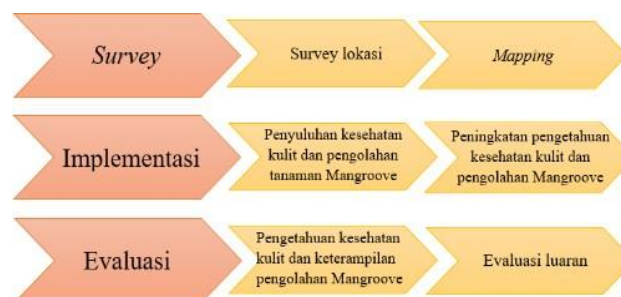 Survey
Survey lokasi
Mapping
Implementasi
Penyuluhan kesehatan
kulit dan pengolahan
tanaman Mangroove
Peningkatan pengetahuan
kesehatan kulit dan
pengolahan Mangroove
Evaluasi
Pengetahuan kesehatan
kulit dan keterampilan
pengolahan Mangroove
Evaluasi luaran